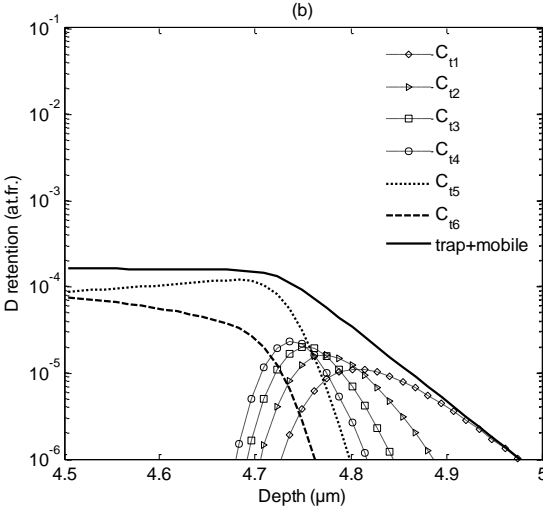 (b)
10^-1
10^-2
10^-3
10^-4
10^-5
10^-6
D retention (at.fr.)
C_t1
C_t2
C_t3
C_t4
C_t5
C_t6
trap+mobile
4.5 4.6 4.7 4.8 4.9 5
Depth (µm)